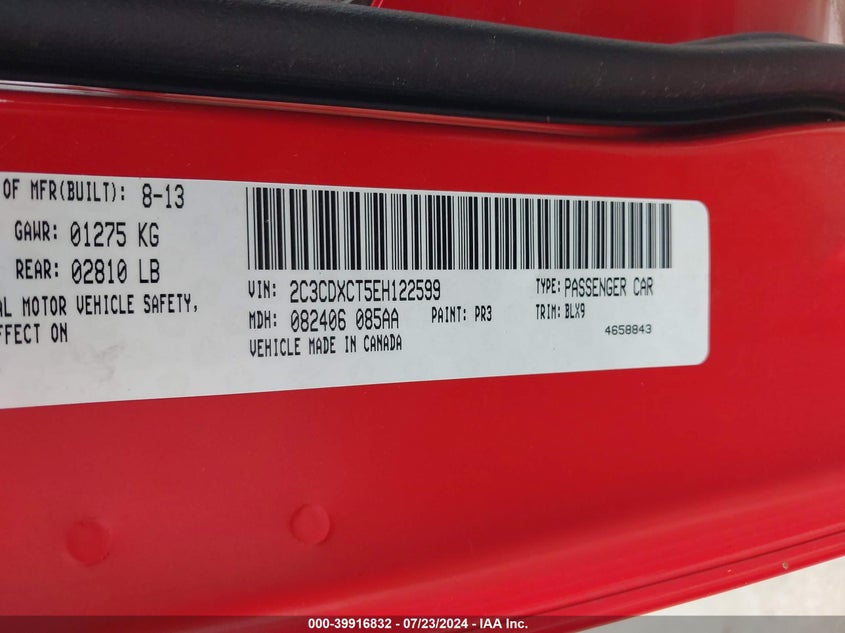 OF MFR(BUILT): 8-13
GAWR: 01275 KG
REAR: 02810 LB
MOTOR VEHICLE SAFETY,
ON
VIN: 2C3CDXCT5EH122599
TYPE: PASSENGER CAR
MDH: 082406 085AA
PAINT: PR3
TRIM: BLX9
VEHICLE MADE IN CANADA
4658843
000-39916832 - 07/23/2024 - IAA Inc.